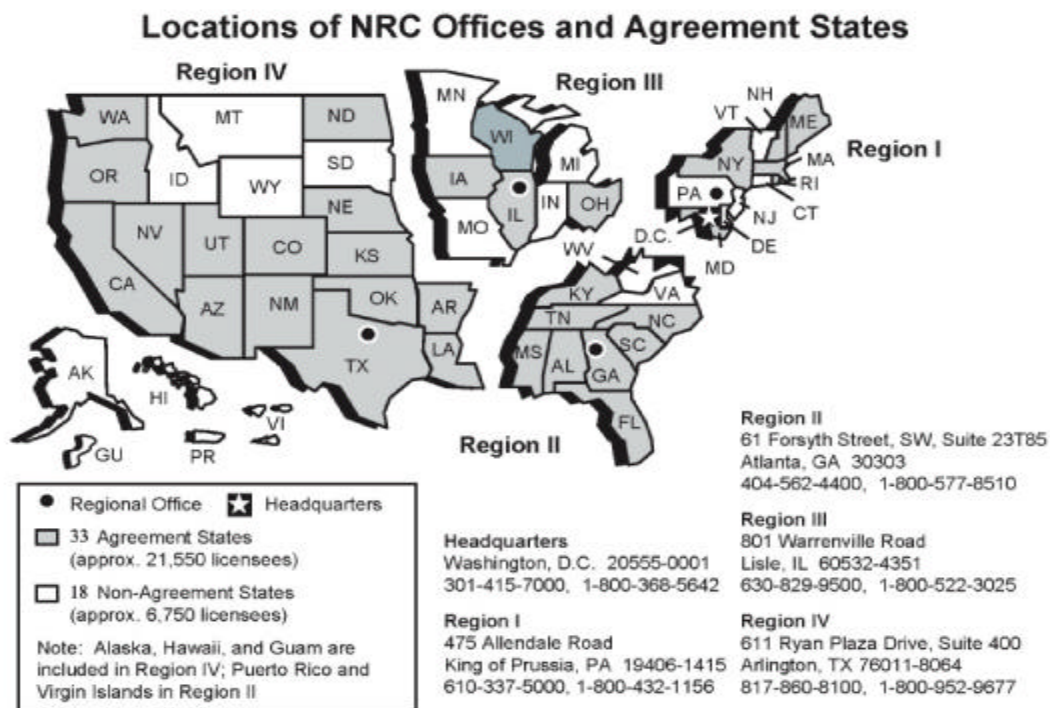 Locations of NRC Offices and Agreement States
Region IV
Region III
Region I
WA
MT
ND
MN
WI
MI
VT
NH
ME
OR
ID
SD
WY
IA
NY
MA
RI
CT
NE
IL
IN
OH
PA
NJ
DE
NV
UT
CO
KS
MO
WV
D.C.
MD
CA
AZ
NM
OK
AR
KY
VA
TN
NC
TX
LA
MS
AL
GA
SC
FL
AK
HI
VI
GU
PR
Region II
Regional Office
Headquarters
33 Agreement States
(approx. 21,550 licensees)
18 Non-Agreement States
(approx. 6,750 licensees)
Note: Alaska, Hawaii, and Guam are
included in Region IV; Puerto Rico and
Virgin Islands in Region II
Headquarters
Washington, D.C. 20555-0001
301-415-7000, 1-800-368-5642
Region I
475 Allendale Road
King of Prussia, PA 19406-1415
610-337-5000, 1-800-432-1156
Region II
61 Forsyth Street, SW, Suite 23T85
Atlanta, GA 30303
404-562-4400, 1-800-577-8510
Region III
801 Warrenville Road
Lisle, IL 60532-4351
630-829-9500, 1-800-522-3025
Region IV
611 Ryan Plaza Drive, Suite 400
Arlington, TX 76011-8064
817-860-8100, 1-800-952-9677